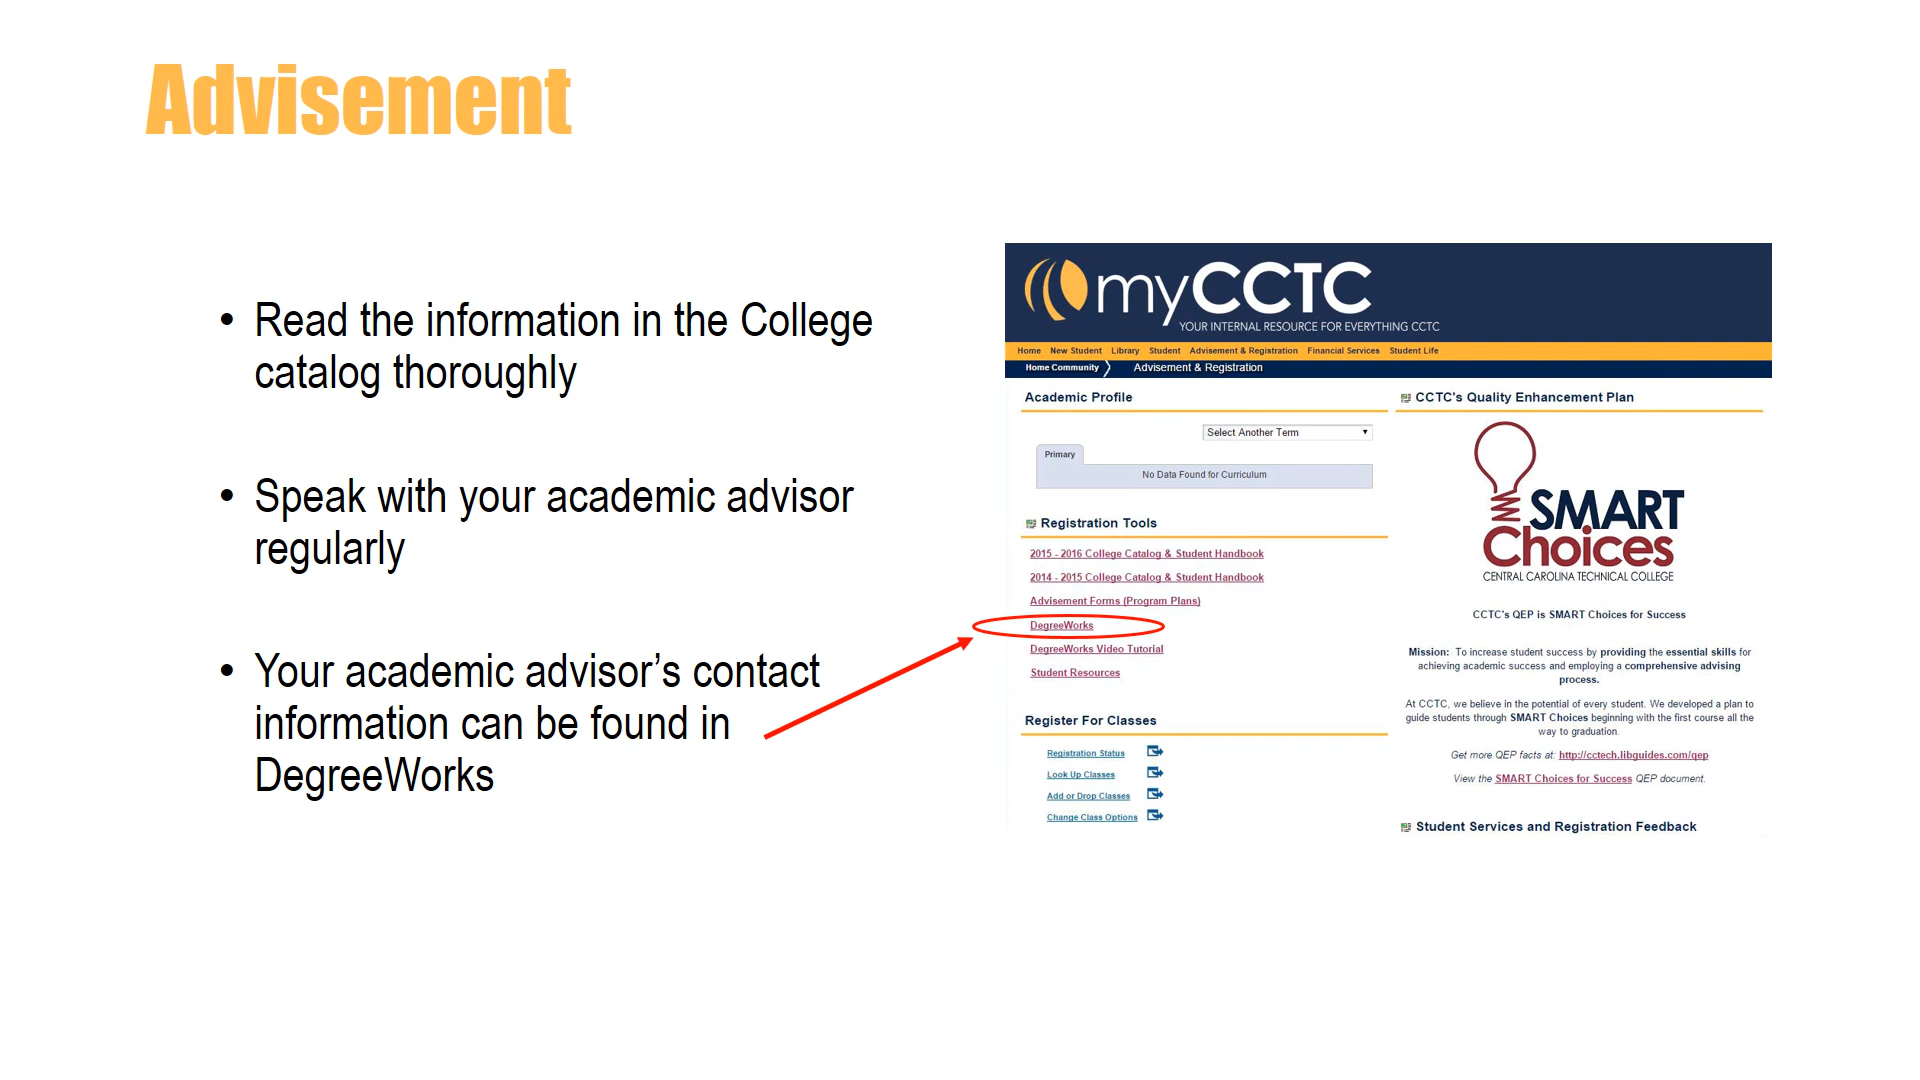 Advisement
• Read the information in the College
catalog thoroughly
• Speak with your academic advisor
regularly
• Your academic advisor’s contact
information can be found in
DegreeWorks
myCCTC
YOUR INTERNAL RESOURCE FOR EVERYTHING CCTC
Home New Student Library Student Advisement & Registration Financial Services Student Life
Home Community Advisement & Registration
Academic Profile
Select Another Term
Primary
No Data Found for Curriculum
Registration Tools
2015 - 2016 College Catalog & Student Handbook
2014 - 2015 College Catalog & Student Handbook
Advisement Forms (Program Plans)
DegreeWorks
DegreeWorks Video Tutorial
Student Resources
Register For Classes
Registration Status
Look Up Classes
Add or Drop Classes
Change Class Options
CCTC's Quality Enhancement Plan
SMART
Choices
CENTRAL CAROLINA TECHNICAL COLLEGE
CCTC's QEP is SMART Choices for Success
Mission: To increase student success by providing the essential skills for
achieving academic success and employing a comprehensive advising
process.
At CCTC, we believe in the potential of every student. We developed a plan to
guide students through SMART Choices beginning with the first course all the
way to graduation.
Get more QEP facts at: http://cctech.libguides.com/qep
View the SMART Choices for Success QEP document.
Student Services and Registration Feedback